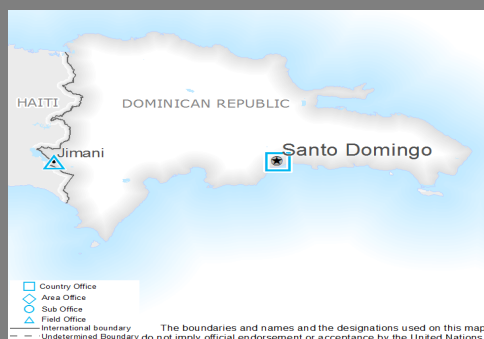 HAITI
DOMINICAN REPUBLIC
Jimani
Santo Domingo
Country Office
Area Office
Sub Office
Field Office
International boundary
Undetermined Boundary
The boundaries and names and the designations used on this map
do not imply official endorsement or acceptance by the United Nations